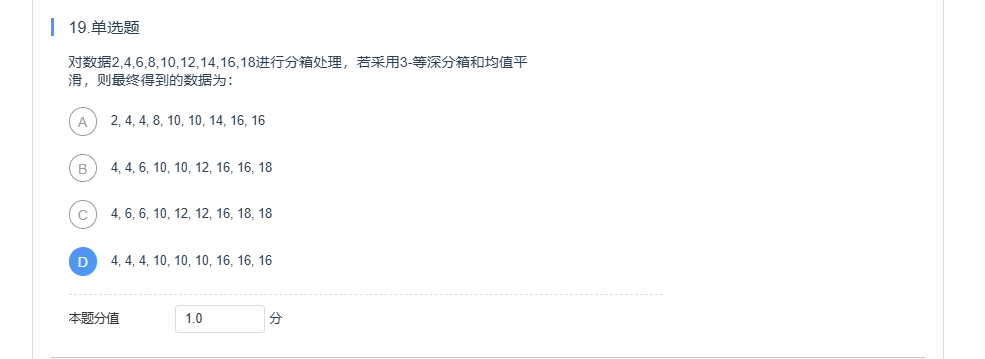 19.单选题
对数据2,4,6,8,10,12,14,16,18进行分箱处理，若采用3-等深分箱和均值平
滑，则最终得到的数据为：
A 2, 4, 4, 8, 10, 10, 14, 16, 16
B 4, 4, 6, 10, 10, 12, 16, 16, 18
C 4, 6, 6, 10, 12, 12, 16, 18, 18
D 4, 4, 4, 10, 10, 10, 16, 16, 16
本题分值 1.0 分